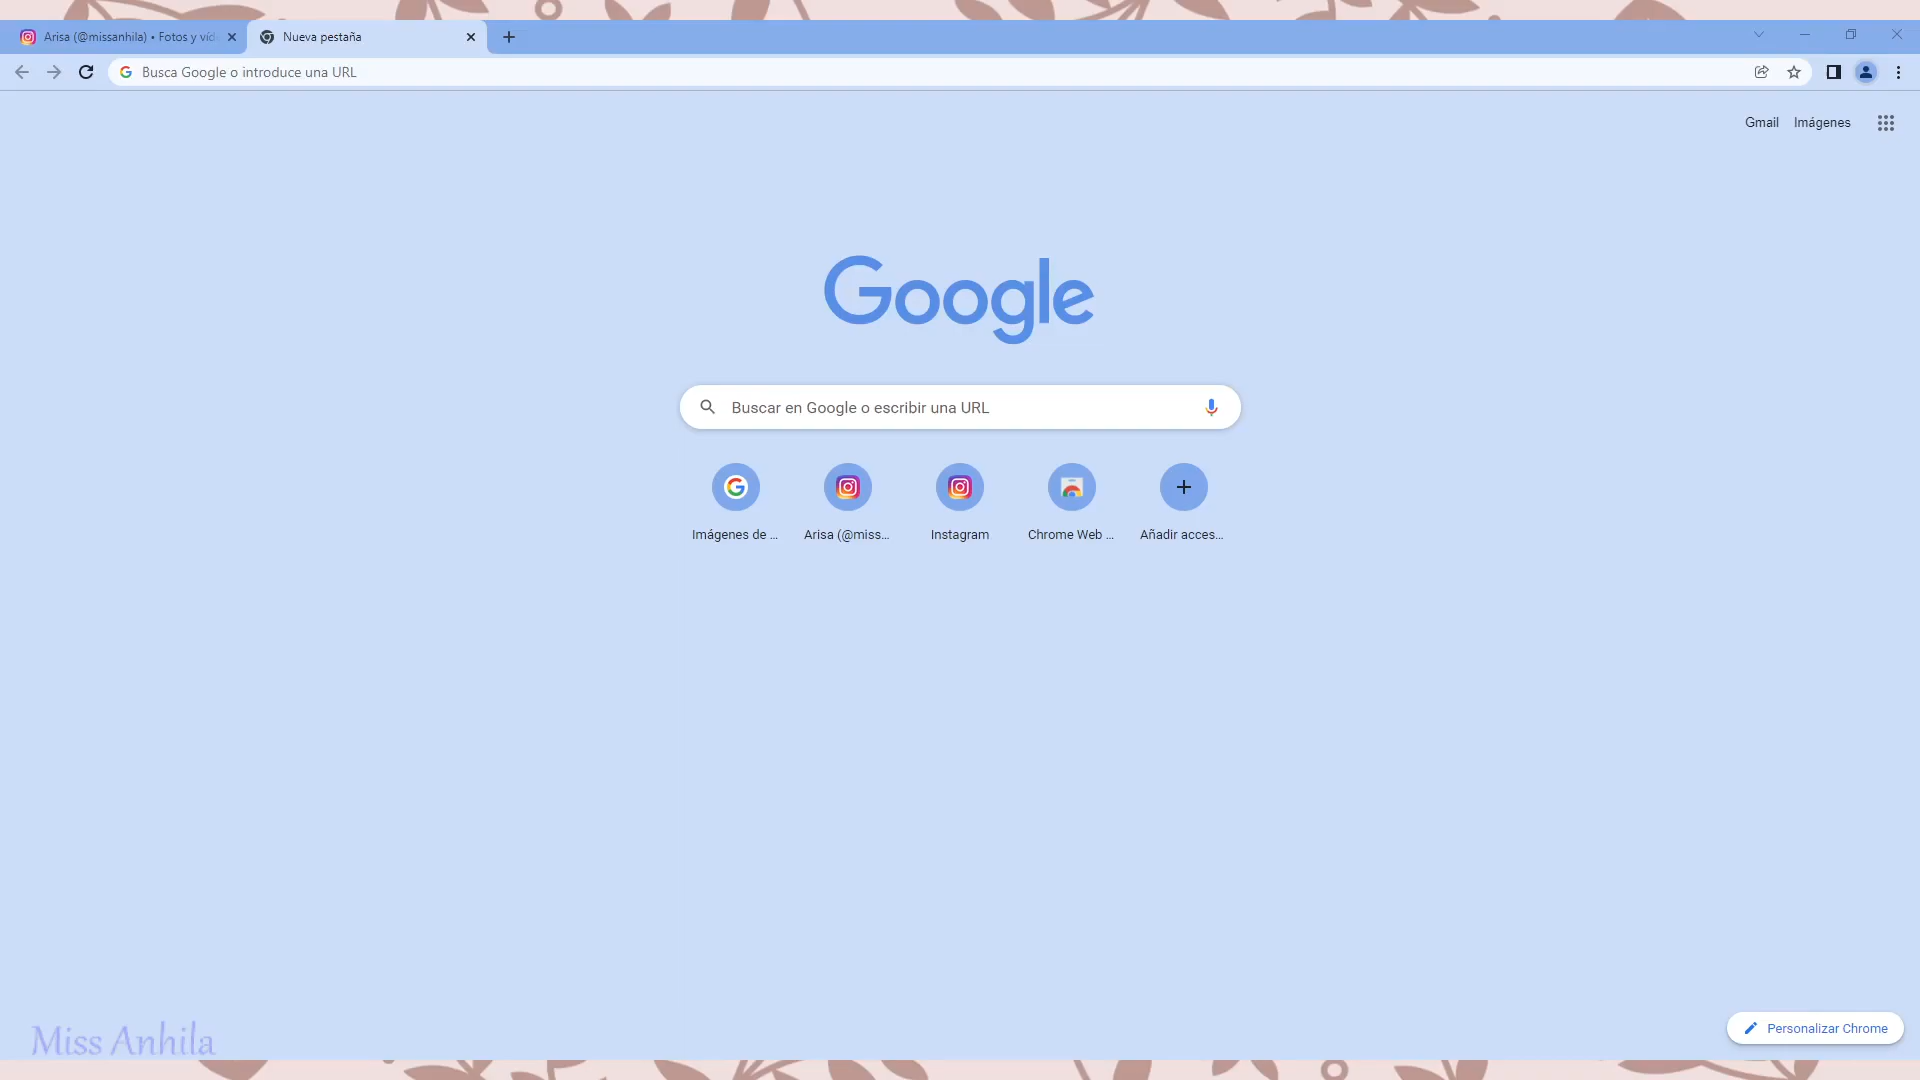 Arisa (@missanhila) • Fotos y víd
Nueva pestaña
Busca Google o introduce una URL
Gmail Imágenes
Google
Buscar en Google o escribir una URL
Imágenes de ...
Arisa (@miss...
Instagram
Chrome Web ...
Añadir acces...
Miss Anhila
Personalizar Chrome